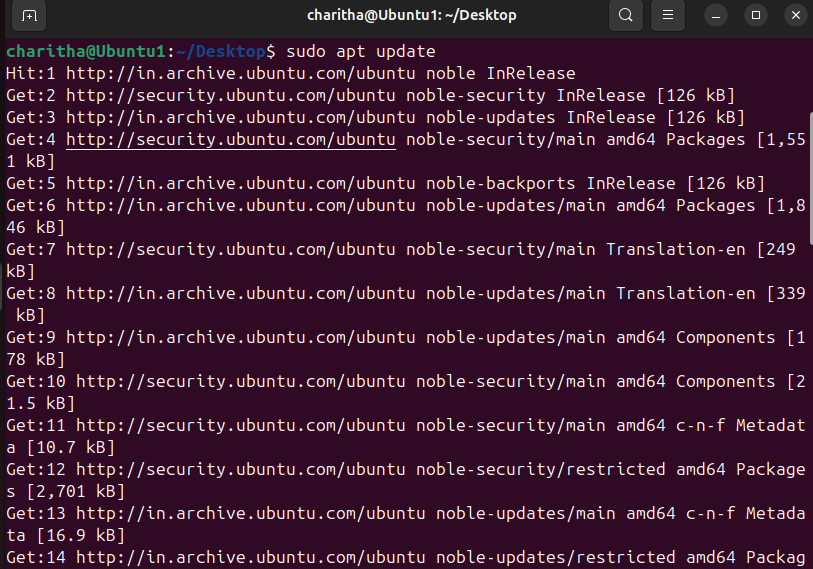 charitha@Ubuntu1: ~/Desktop
charitha@Ubuntu1:~/Desktop$ sudo apt update
Hit:1 http://in.archive.ubuntu.com/ubuntu noble InRelease
Get:2 http://security.ubuntu.com/ubuntu noble-security InRelease [126 kB]
Get:3 http://in.archive.ubuntu.com/ubuntu noble-updates InRelease [126 kB]
Get:4 http://security.ubuntu.com/ubuntu noble-security/main amd64 Packages [1,55
1 kB]
Get:5 http://in.archive.ubuntu.com/ubuntu noble-backports InRelease [126 kB]
Get:6 http://in.archive.ubuntu.com/ubuntu noble-updates/main amd64 Packages [1,8
46 kB]
Get:7 http://security.ubuntu.com/ubuntu noble-security/main Translation-en [249
kB]
Get:8 http://in.archive.ubuntu.com/ubuntu noble-updates/main Translation-en [339
 kB]
Get:9 http://in.archive.ubuntu.com/ubuntu noble-updates/main amd64 Components [1
78 kB]
Get:10 http://security.ubuntu.com/ubuntu noble-security/main amd64 Components [2
1.5 kB]
Get:11 http://security.ubuntu.com/ubuntu noble-security/main amd64 c-n-f Metadat
a [10.7 kB]
Get:12 http://security.ubuntu.com/ubuntu noble-security/restricted amd64 Package
s [2,701 kB]
Get:13 http://in.archive.ubuntu.com/ubuntu noble-updates/main amd64 c-n-f Metada
ta [16.9 kB]
Get:14 http://in.archive.ubuntu.com/ubuntu noble-updates/restricted amd64 Packag